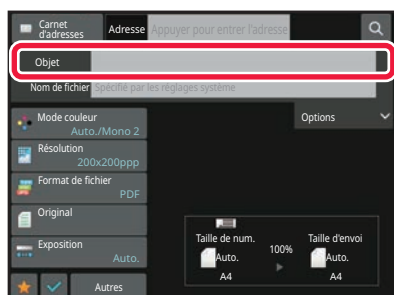 Carnet d'adresses
Adresse Appuyer pour entrer l'adresse
Objet
Nom de fichier Spécifié par les réglages système
Mode couleur
Auto./Mono 2
Options
Résolution
200x200ppp
Format de fichier
PDF
Original
Exposition
Auto.
Taille de num.
100%
Taille d'envoi
Auto.
Auto.
A4
A4
Autres